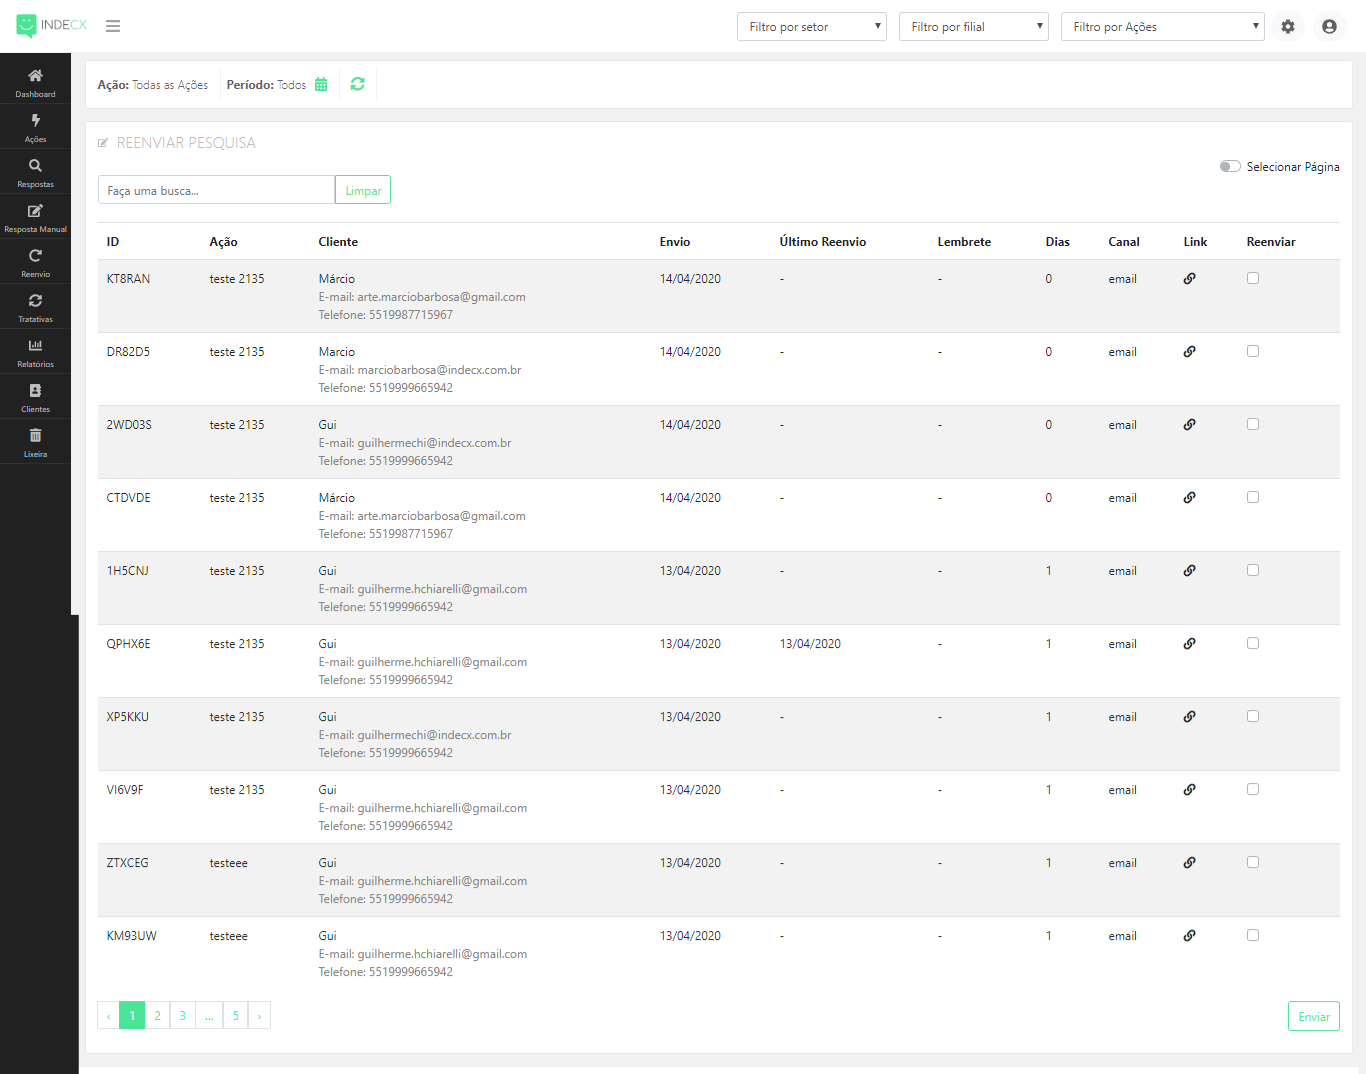 INDECX
Filtro por setor
Filtro por filial
Filtro por Ações
Dashboard
Ações
Respostas
Resposta Manual
Reenvio
Tratativas
Relatórios
Clientes
Lixeira
Ação: Todas as Ações
Período: Todos
REENVIAR PESQUISA
Selecionar Página
Faça uma busca...
Limpar
ID Ação Cliente Envio Último Reenvio Lembrete Dias Canal Link Reenviar
KT8RAN teste 2135 Márcio 14/04/2020 - - 0 email
E-mail: arte.marciobarbosa@gmail.com
Telefone: 5519987715967
DR82D5 teste 2135 Marcio 14/04/2020 - - 0 email
E-mail: marciobarbosa@indecx.com.br
Telefone: 5519999665942
2WD03S teste 2135 Gui 14/04/2020 - - 0 email
E-mail: guilhermechi@indecx.com.br
Telefone: 5519999665942
CTDVDE teste 2135 Márcio 14/04/2020 - - 0 email
E-mail: arte.marciobarbosa@gmail.com
Telefone: 5519987715967
1H5CNJ teste 2135 Gui 13/04/2020 - - 1 email
E-mail: guilherme.hchiarelli@gmail.com
Telefone: 5519999665942
QPHX6E teste 2135 Gui 13/04/2020 13/04/2020 - 1 email
E-mail: guilherme.hchiarelli@gmail.com
Telefone: 5519999665942
XP5KKU teste 2135 Gui 13/04/2020 - - 1 email
E-mail: guilhermechi@indecx.com.br
Telefone: 5519999665942
VI6V9F teste 2135 Gui 13/04/2020 - - 1 email
E-mail: guilherme.hchiarelli@gmail.com
Telefone: 5519999665942
ZTXCEG testeee Gui 13/04/2020 - - 1 email
E-mail: guilherme.hchiarelli@gmail.com
Telefone: 5519999665942
KM93UW testeee Gui 13/04/2020 - - 1 email
E-mail: guilherme.hchiarelli@gmail.com
Telefone: 5519999665942
‹ 1 2 3 ... 5 ›
Enviar